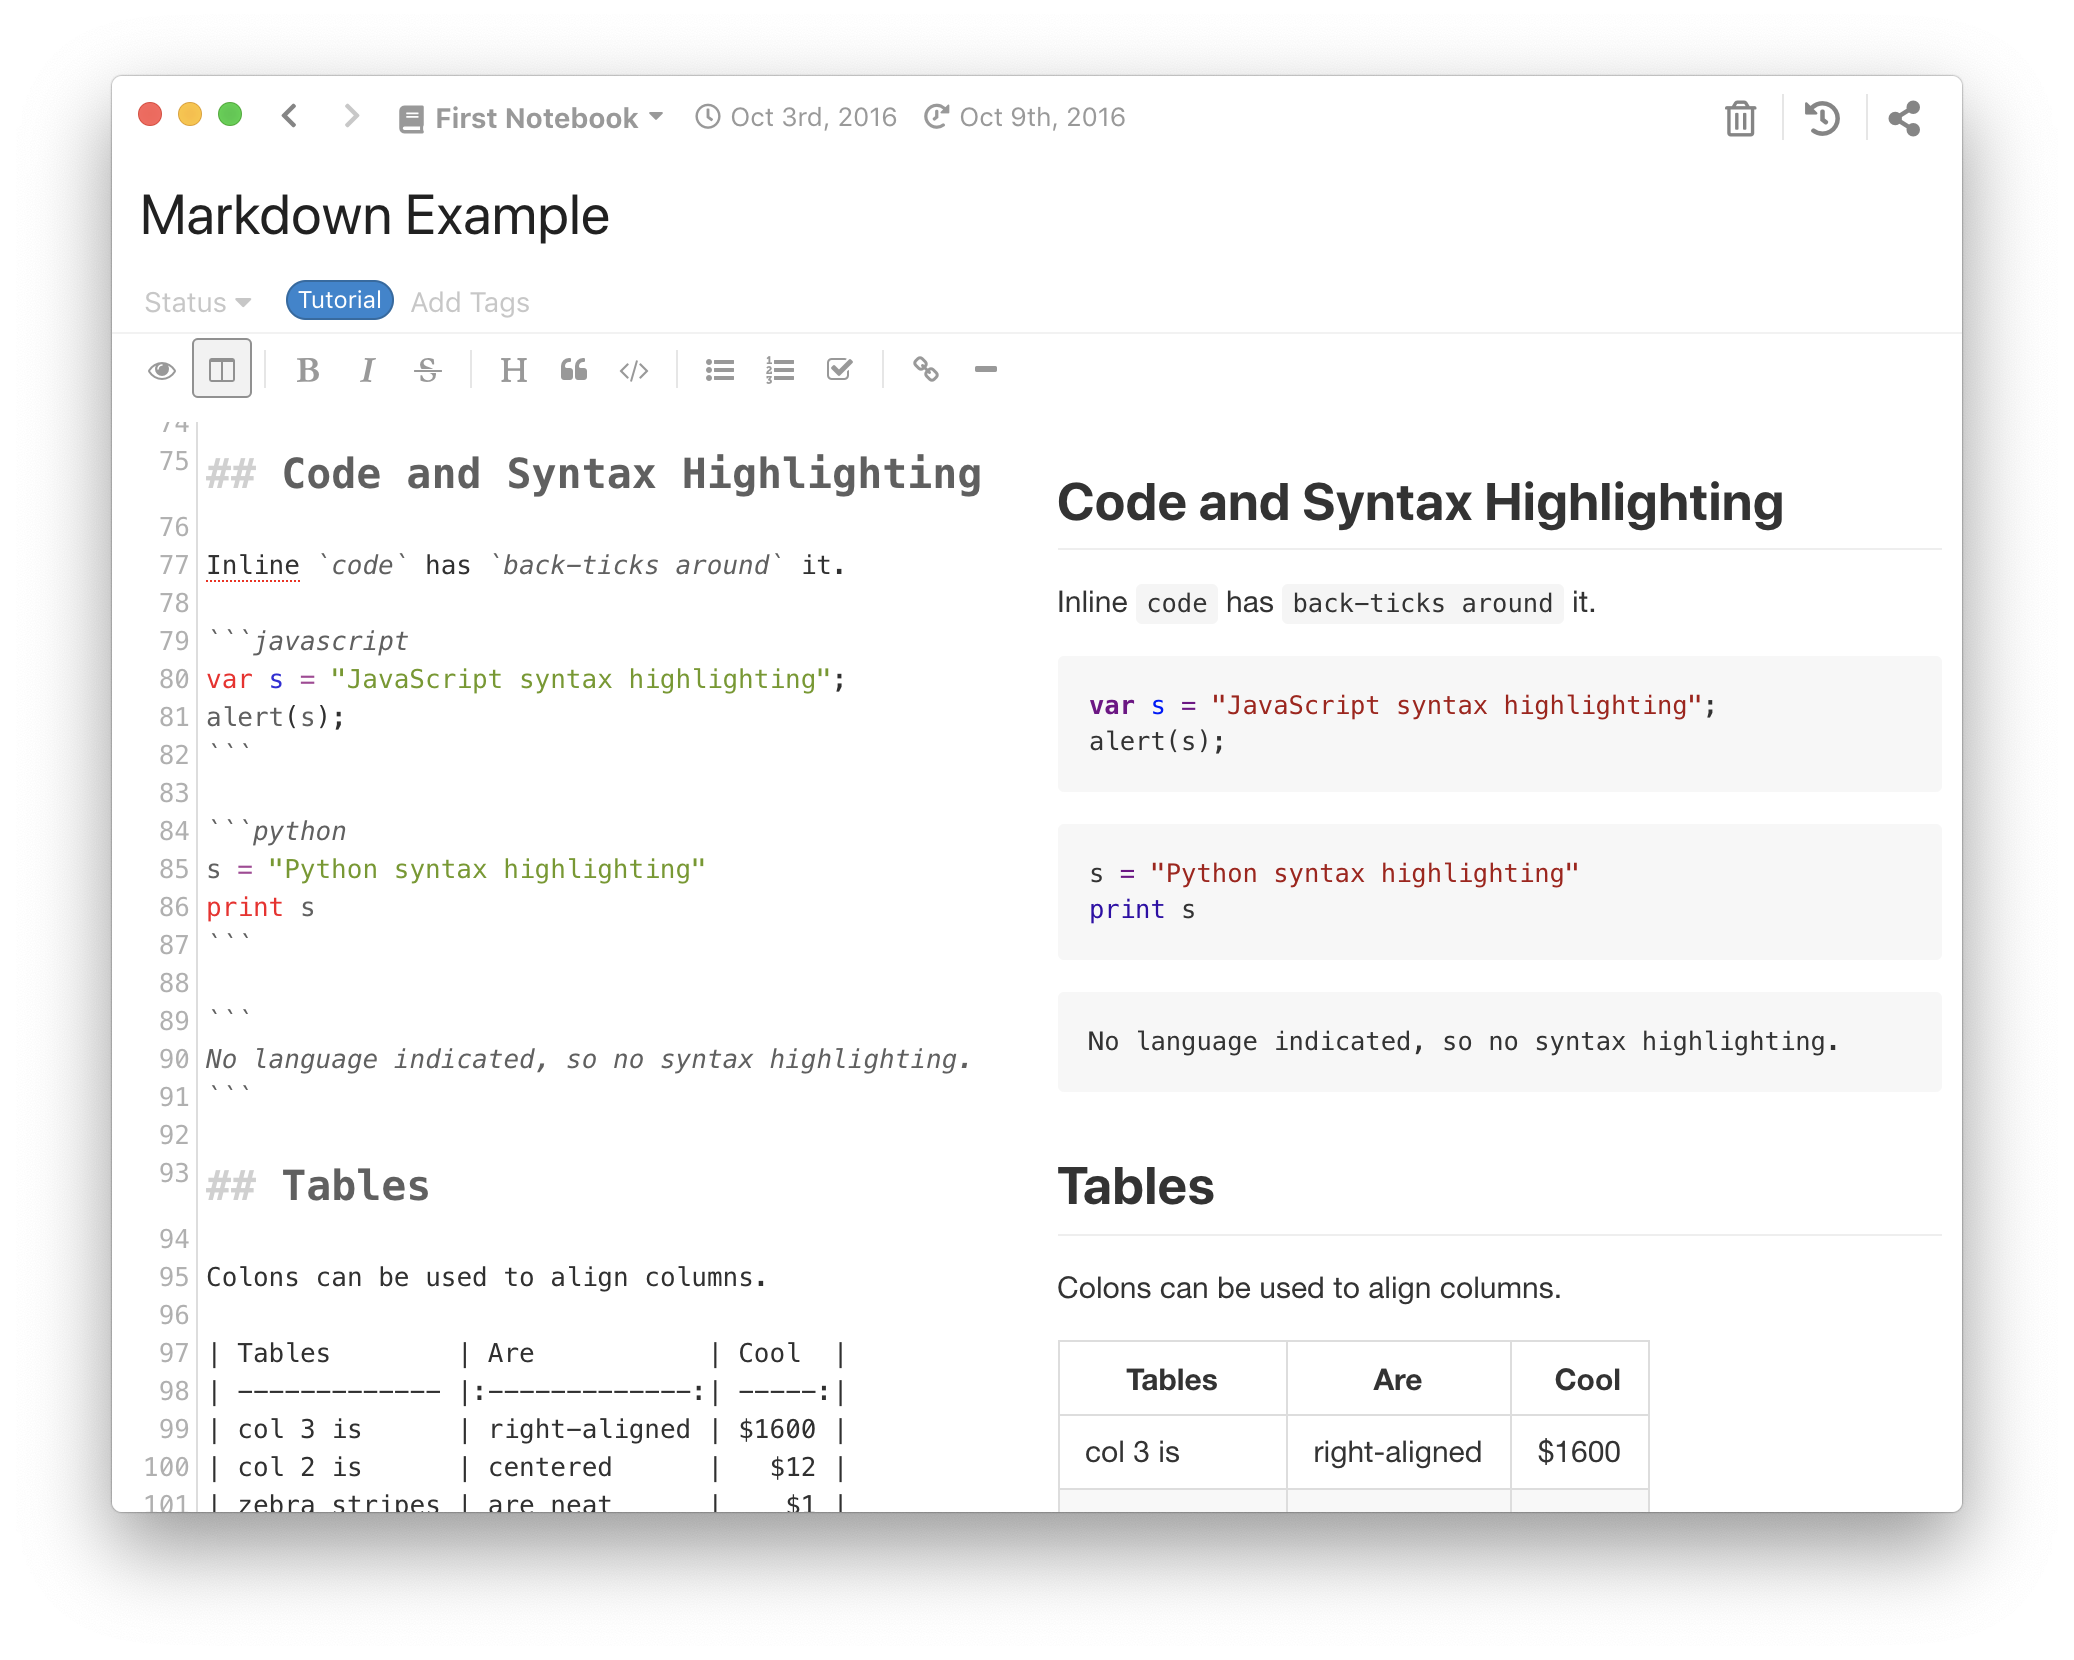 First Notebook Oct 3rd, 2016 Oct 9th, 2016
Markdown Example
Status Tutorial Add Tags
B I S H </>
74
75 ## Code and Syntax Highlighting
76
77 Inline `code` has `back-ticks around` it.
78
79 ```javascript
80 var s = "JavaScript syntax highlighting";
81 alert(s);
82 ```
83
84 ```python
85 s = "Python syntax highlighting"
86 print s
87 ```
88
89 ```
90 No language indicated, so no syntax highlighting.
91 ```
92
93 ## Tables
94
95 Colons can be used to align columns.
96
97 | Tables        | Are           | Cool  |
98 | ------------- |:-------------:| -----:|
99 | col 3 is      | right-aligned | $1600 |
100 | col 2 is      | centered      |   $12 |
101 | zebra stripes | are neat      |    $1 |
Code and Syntax Highlighting
Inline code has back-ticks around it.
var s = "JavaScript syntax highlighting";
alert(s);
s = "Python syntax highlighting"
print s
No language indicated, so no syntax highlighting.
Tables
Colons can be used to align columns.
Tables Are Cool
col 3 is right-aligned $1600